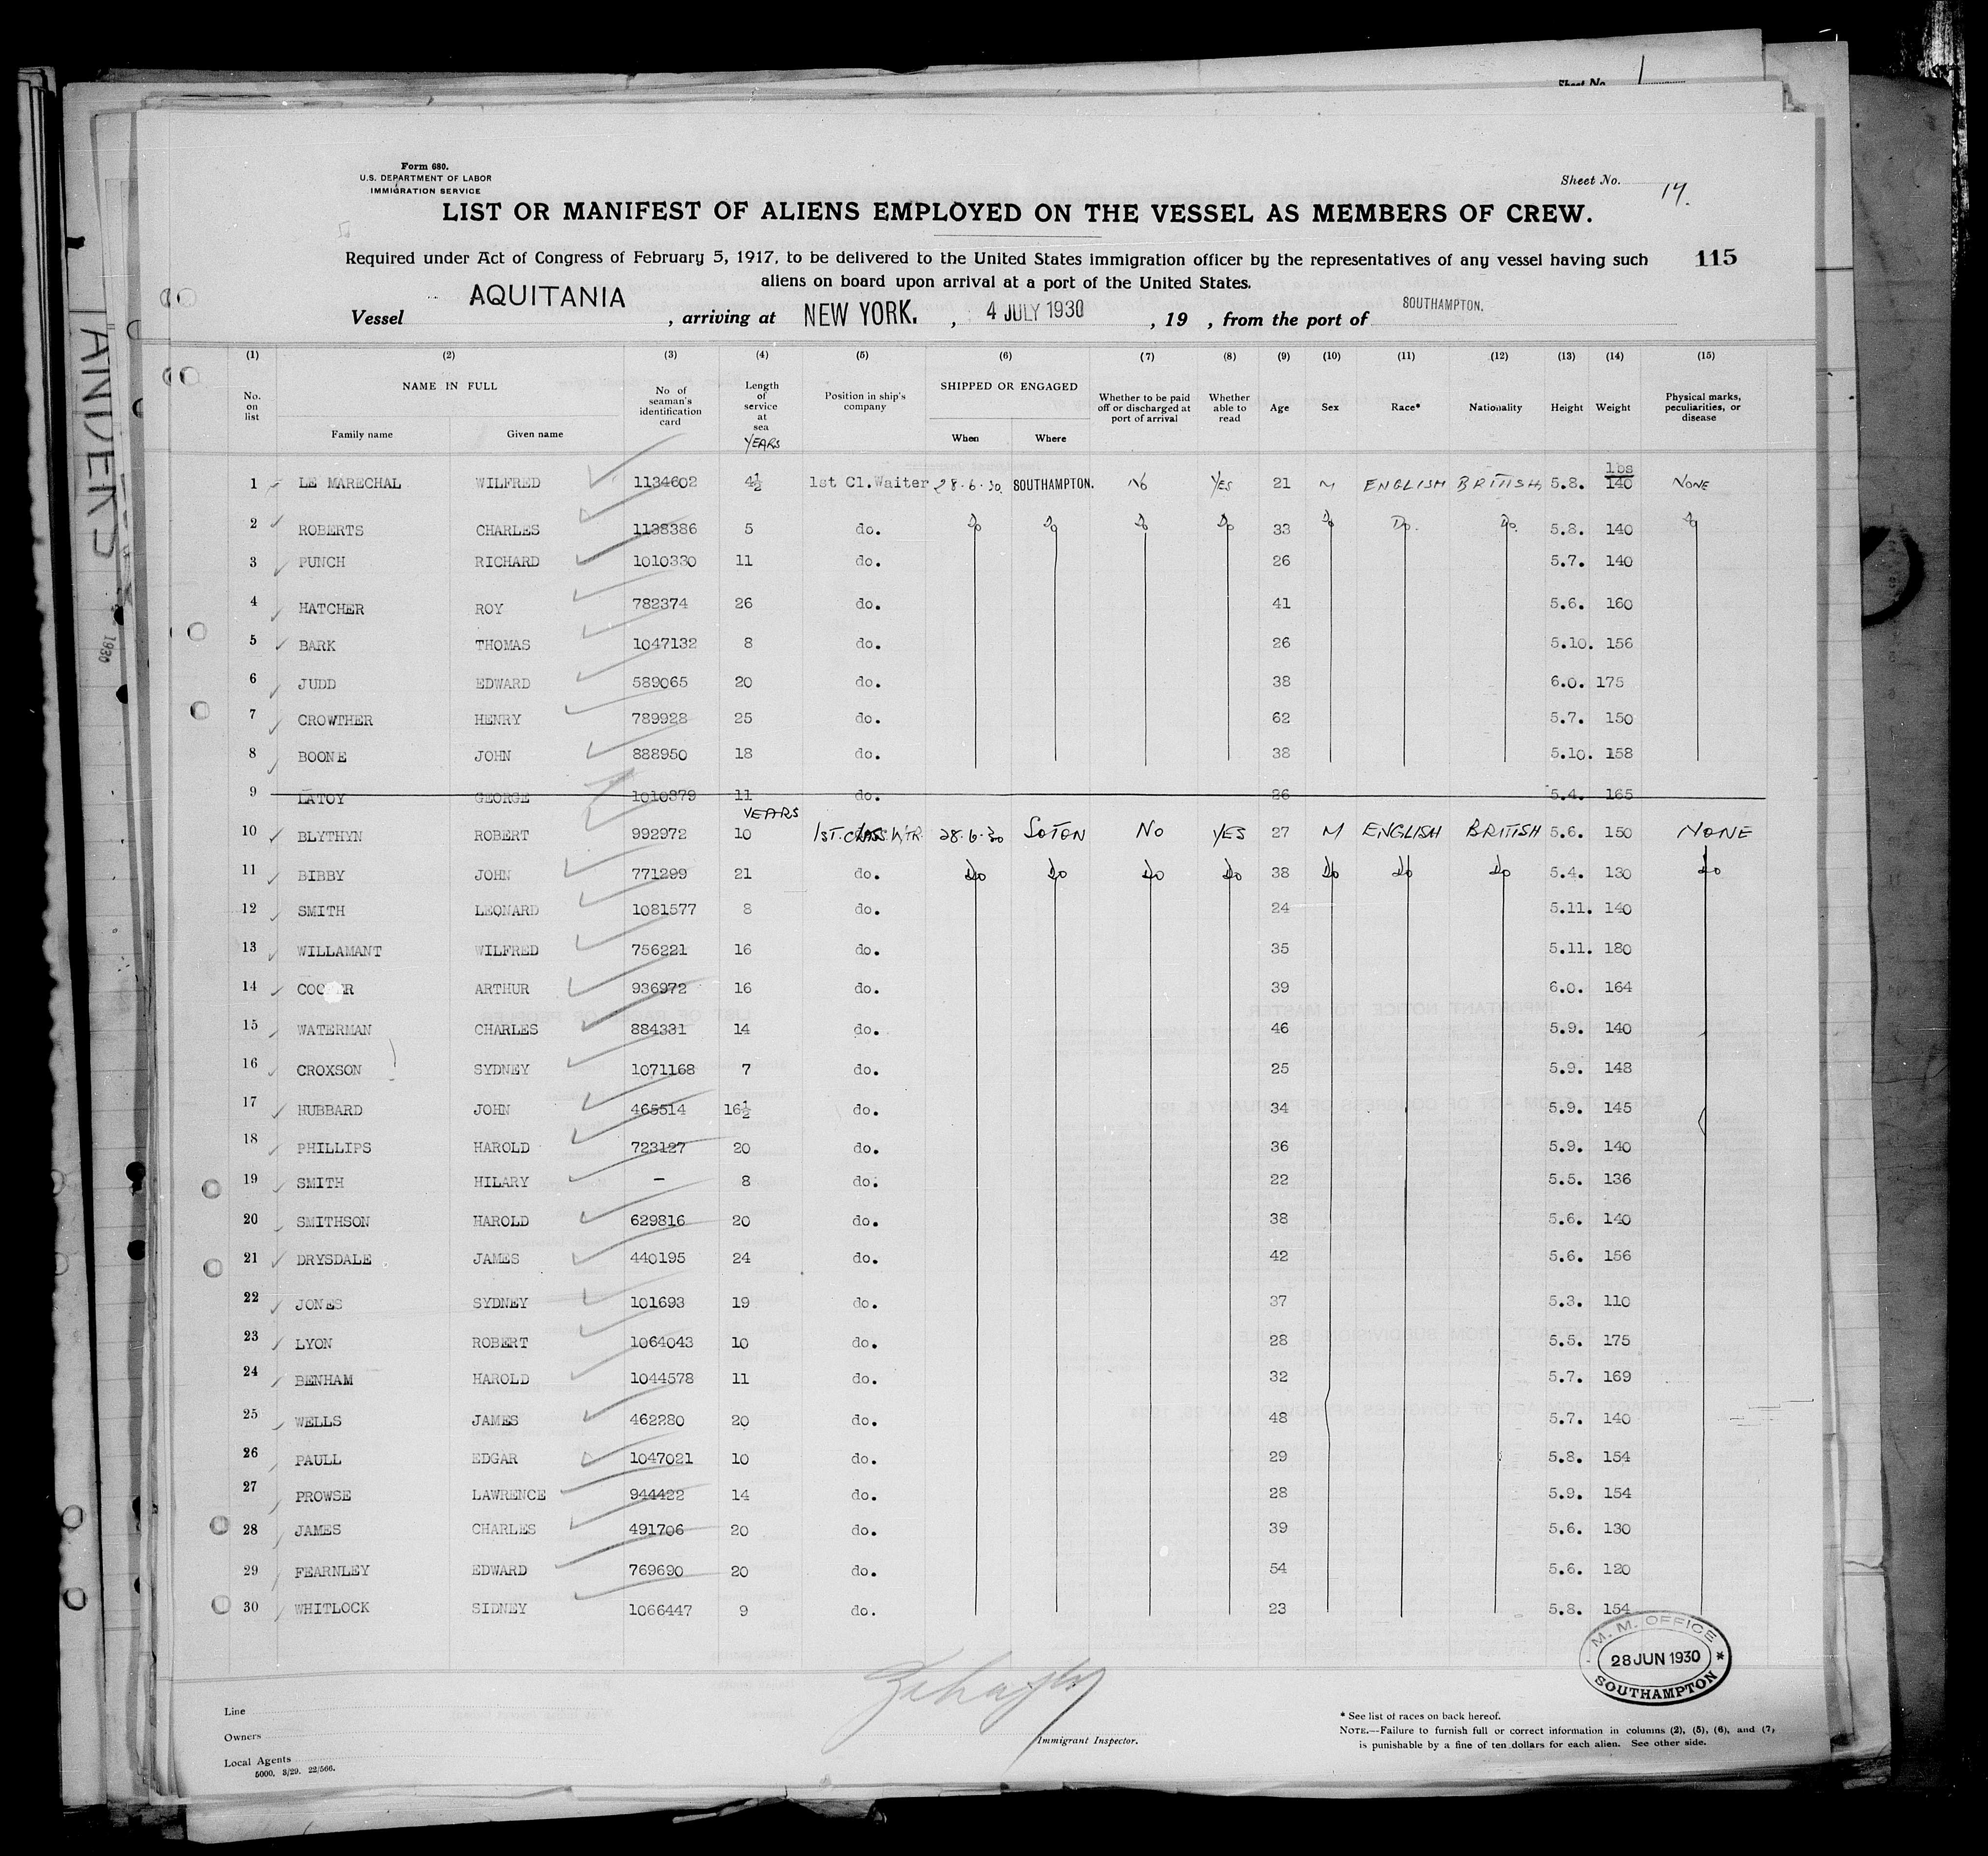 Sheet No. 1
ANDERS
1930
Form 680.
U.S. DEPARTMENT OF LABOR
IMMIGRATION SERVICE
Sheet No. 14.
LIST OR MANIFEST OF ALIENS EMPLOYED ON THE VESSEL AS MEMBERS OF CREW.
Required under Act of Congress of February 5, 1917, to be delivered to the United States immigration officer by the representatives of any vessel having such
aliens on board upon arrival at a port of the United States.
115
Vessel AQUITANIA, arriving at NEW YORK., 4 JULY 1930, 19 , from the port of SOUTHAMPTON.
(1) (2) (3) (4) (5) (6) (7) (8) (9) (10) (11) (12) (13) (14) (15)
No. on list NAME IN FULL Family name Given name No of seaman's identification card Length of service at sea YEARS Position in ship's company SHIPPED OR ENGAGED When Where Whether to be paid off or discharged at port of arrival Whether able to read Age Sex Race* Nationality Height Weight Physical marks, peculiarities, or disease
lbs
1 LE MARECHAL WILFRED 1134602 4½ 1st Cl.Waiter 28.6.30. SOUTHAMPTON. No YES 21 M ENGLISH BRITISH 5.8. 140 NONE
2 ROBERTS CHARLES 1138386 5 do. Do Do Do Do 33 Do Do. Do. 5.8. 140 Do
3 PUNCH RICHARD 1010330 11 do. 26 5.7. 140
4 HATCHER ROY 782374 26 do. 41 5.6. 160
5 BARK THOMAS 1047132 8 do. 26 5.10. 156
6 JUDD EDWARD 589065 20 do. 38 6.0. 175
7 CROWTHER HENRY 789928 25 do. 62 5.7. 150
8 BOONE JOHN 888950 18 do. 38 5.10. 158
9 LATOY GEORGE 1010879 11 do. 26 5.4. 165
YEARS
10 BLYTHYN ROBERT 992972 10 1ST. CLASS WTR. 28.6.30 SOTON NO YES 27 M ENGLISH BRITISH 5.6. 150 NONE
11 BIBBY JOHN 771299 21 do. Do Do Do Do 38 Do Do Do 5.4. 130 Do
12 SMITH LEONARD 1081577 8 do. 24 5.11. 140
13 WILLAMANT WILFRED 756221 16 do. 35 5.11. 180
14 COO R ARTHUR 936972 16 do. 39 6.0. 164
15 WATERMAN CHARLES 884331 14 do. 46 5.9. 140
16 CROXSON SYDNEY 1071168 7 do. 25 5.9. 148
17 HUBBARD JOHN 465514 16½ do. 34 5.9. 145
18 PHILLIPS HAROLD 723127 20 do. 36 5.9. 140
19 SMITH HILARY - 8 do. 22 5.5. 136
20 SMITHSON HAROLD 629816 20 do. 38 5.6. 140
21 DRYSDALE JAMES 440195 24 do. 42 5.6. 156
22 JONES SYDNEY 101693 19 do. 37 5.3. 110
23 LYON ROBERT 1064043 10 do. 28 5.5. 175
24 BENHAM HAROLD 1044578 11 do. 32 5.7. 169
25 WELLS JAMES 462280 20 do. 48 5.7. 140
26 PAULL EDGAR 1047021 10 do. 29 5.8. 154
27 PROWSE LAWRENCE 944422 14 do. 28 5.9. 154
28 JAMES CHARLES 491706 20 do. 39 5.6. 130
29 FEARNLEY EDWARD 769690 20 do. 54 5.6. 120
30 WHITLOCK SIDNEY 1066447 9 do. 23 5.8. 154
M. M. OFFICE
28 JUN 1930
SOUTHAMPTON
Line
Owners
Local Agents
5000. 3/29. 22/566.
Immigrant Inspector.
* See list of races on back hereof.
NOTE.—Failure to furnish full or correct information in columns (2), (5), (6), and (7)
is punishable by a fine of ten dollars for each alien. See other side.